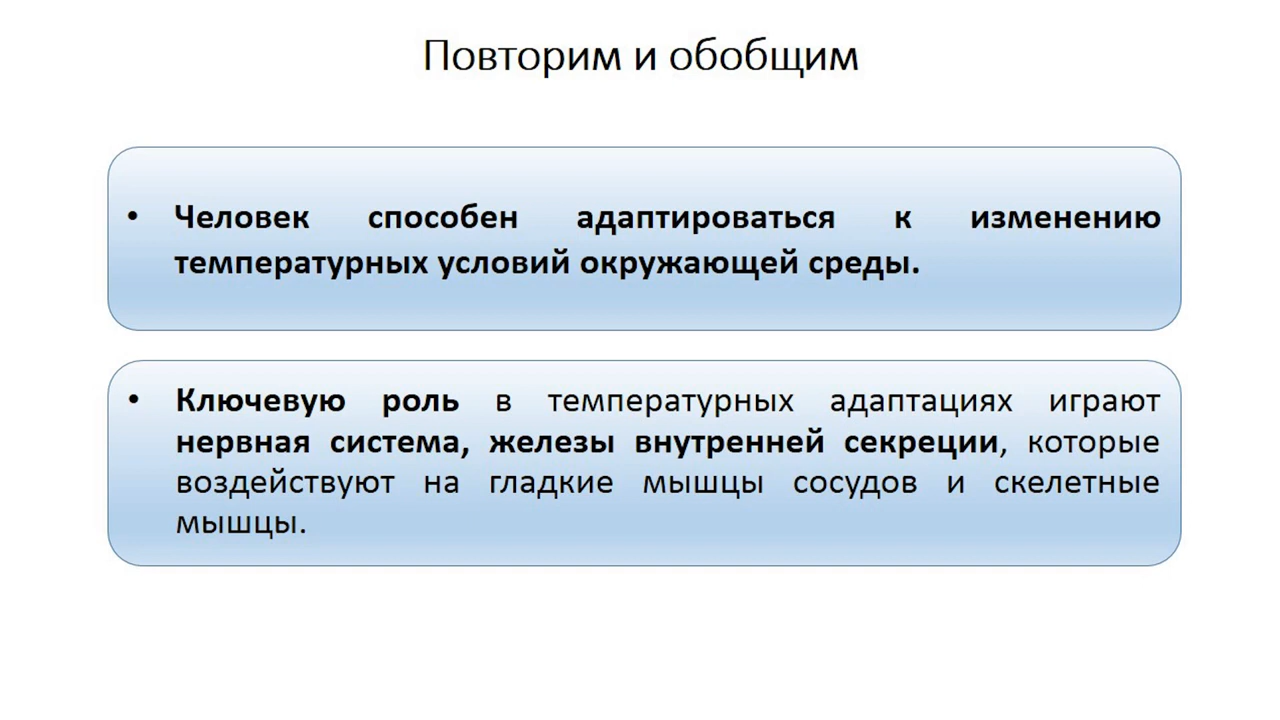 Повторим и обобщим
• Человек способен адаптироваться к изменению
температурных условий окружающей среды.
• Ключевую роль в температурных адаптациях играют
нервная система, железы внутренней секреции, которые
воздействуют на гладкие мышцы сосудов и скелетные
мышцы.